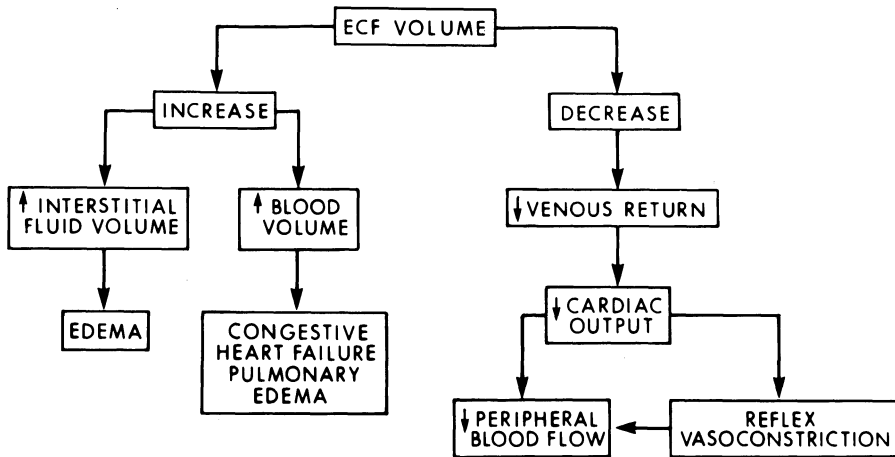 ECF VOLUME
INCREASE
DECREASE
↑ INTERSTITIAL
FLUID VOLUME
↑ BLOOD
VOLUME
↓ VENOUS RETURN
EDEMA
CONGESTIVE
HEART FAILURE
PULMONARY
EDEMA
↓ CARDIAC
OUTPUT
↓ PERIPHERAL
BLOOD FLOW
REFLEX
VASOCONSTRICTION